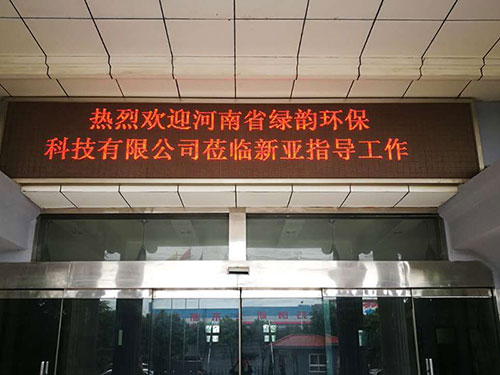 热烈欢迎河南省绿韵环保
科技有限公司莅临新亚指导工作